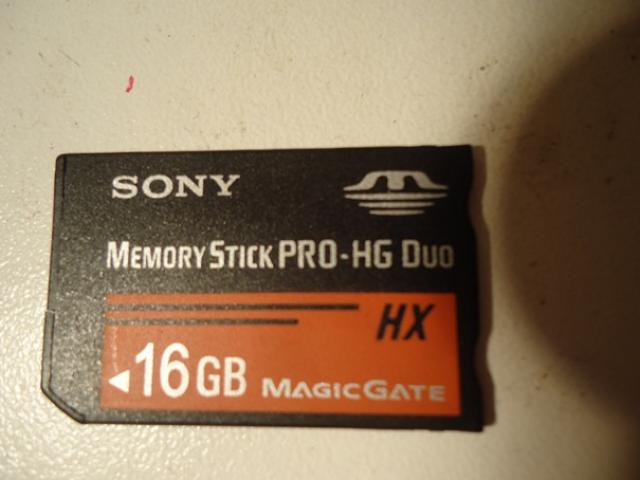 SONY
MEMORY STICK PRO-HG DUO
HX
16 GB MAGICGATE